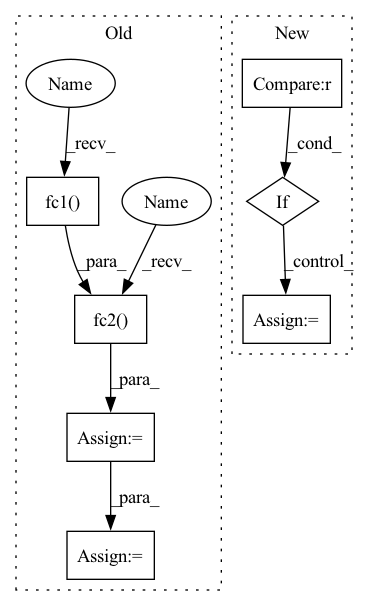 Old
New
Name
Compare:r
_recv_
_cond_
fc1()
Name
If
_para_
_recv_
_control_
fc2()
Assign:=
_para_
Assign:=
_para_
Assign:=